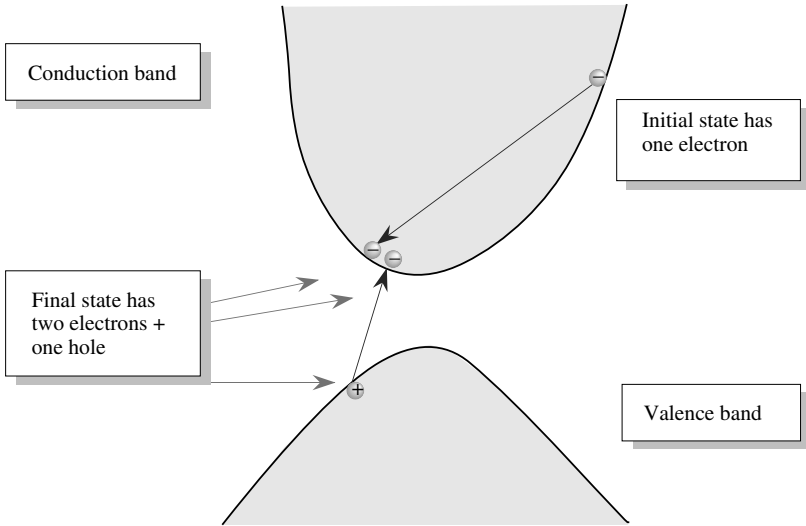 Conduction band
Initial state has
one electron
Final state has
two electrons +
one hole
Valence band
−
−
−
+